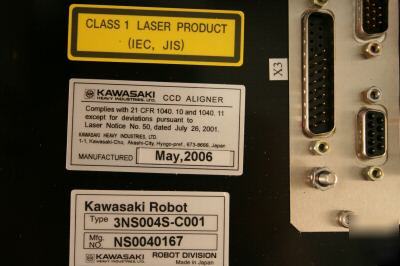 CLASS 1 LASER PRODUCT
(IEC, JIS)
X3
KAWASAKI
HEAVY INDUSTRIES, LTD.
CCD ALIGNER
Complies with 21 CFR 1040. 10 and 1040. 11
except for deviations pursuant to
Laser Notice No. 50, dated July 26, 2001.
KAWASAKI HEAVY INDUSTRIES, LTD.
1-1, Kawasaki-Cho, Akashi-City, Hyogo-pref., 673-8666, Japan
MANUFACTURED May,2006
Kawasaki Robot
Type 3NS004S-C001
Mfg. NO. NS0040167
KAWASAKI
HEAVY INDUSTRIES, LTD.
ROBOT DIVISION
Made in Japan